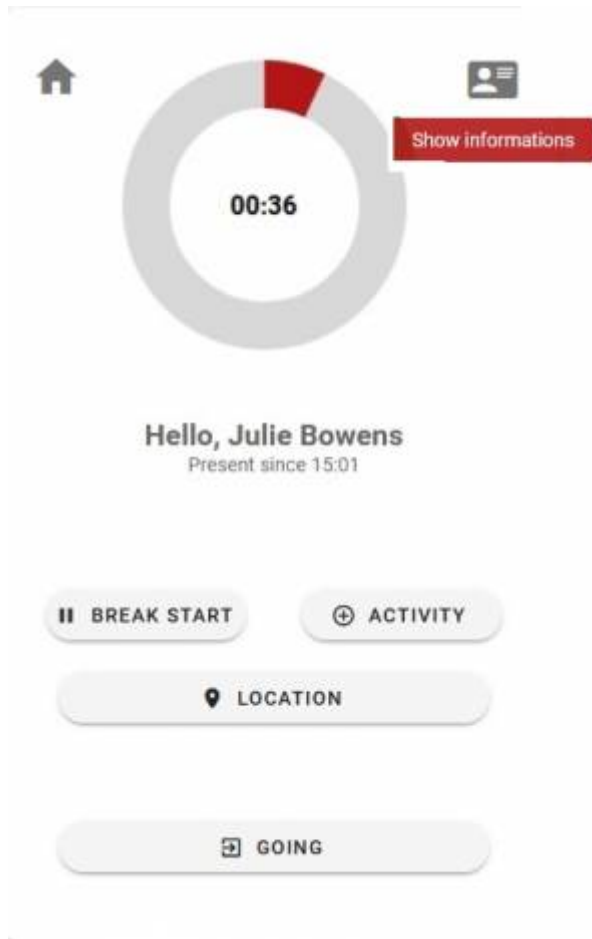 Show informations
00:36
Hello, Julie Bowens
Present since 15:01
BREAK START
ACTIVITY
LOCATION
GOING